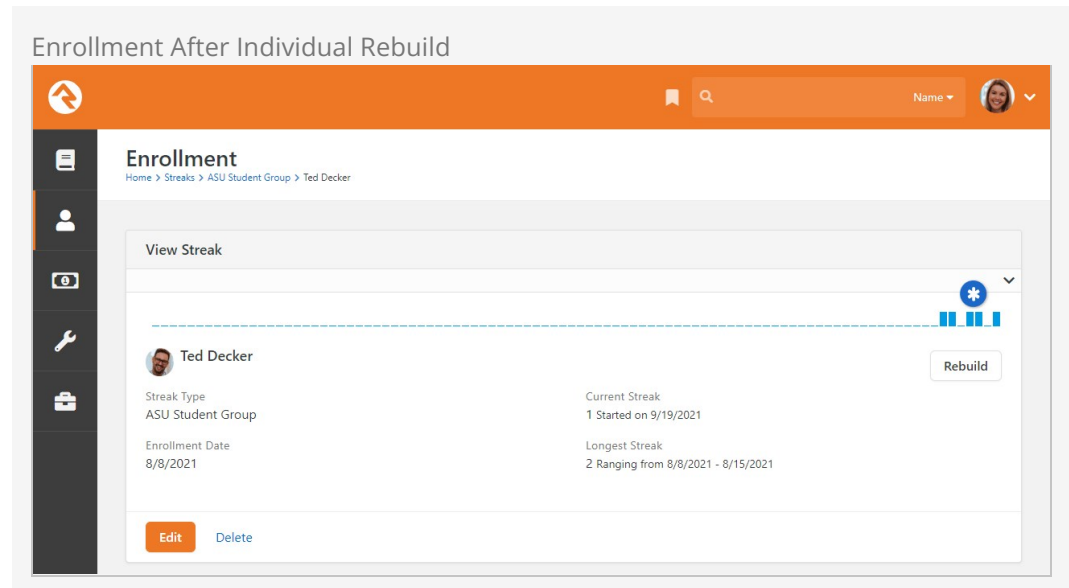 Enrollment After Individual Rebuild
Name
Enrollment
Home > Streaks > ASU Student Group > Ted Decker
View Streak
Ted Decker
Rebuild
Streak Type
ASU Student Group
Current Streak
1 Started on 9/19/2021
Enrollment Date
8/8/2021
Longest Streak
2 Ranging from 8/8/2021 - 8/15/2021
Edit
Delete